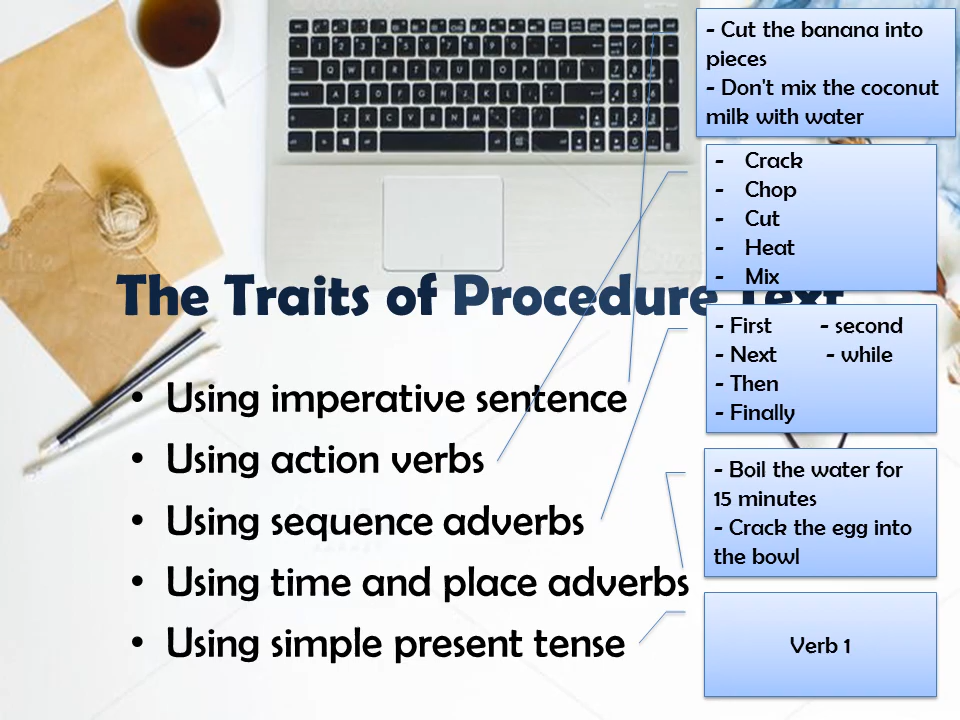 The Traits of Procedure Text
• Using imperative sentence
• Using action verbs
• Using sequence adverbs
• Using time and place adverbs
• Using simple present tense
- Cut the banana into
pieces
- Don't mix the coconut
milk with water
- Crack
- Chop
- Cut
- Heat
- Mix
- First - second
- Next - while
- Then
- Finally
- Boil the water for
15 minutes
- Crack the egg into
the bowl
Verb 1